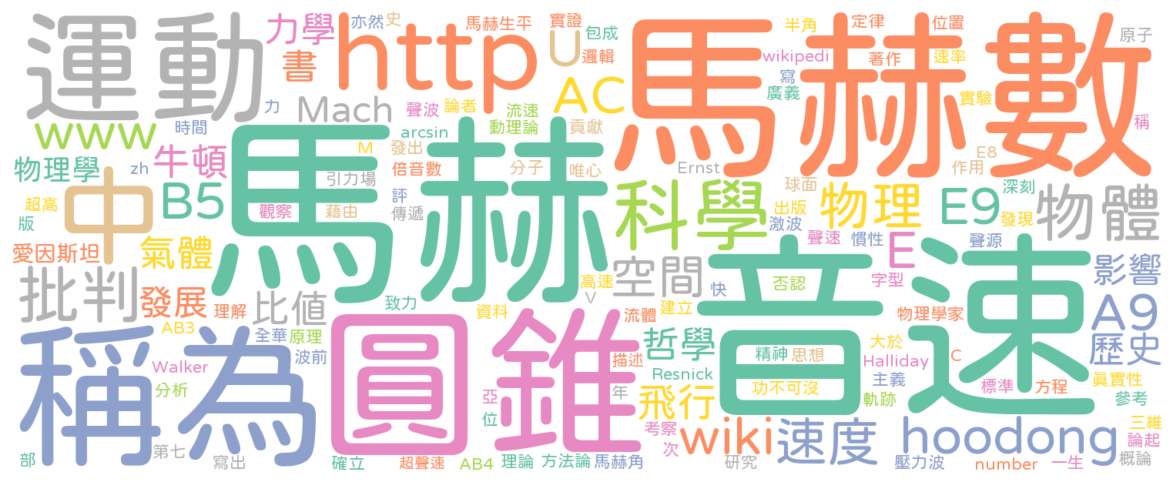 運動
力學
亦然
史
馬赫生平
實證
包成
半角
定律
位置
原子
書
http
U
邏輯
wikipedi
著作
速率
馬赫數
Mach
力
聲波
論者
流速
AC
寫
廣義
實驗
稱
www
時間
arcsin
動理論
貢獻
物理學
zh
牛頓
M
發出
倍音數
分子
唯心
Ernst
E8
作用
中
B5
馬赫
引力場
評
科學
球面
物理
E9
深刻
物體
超高
版
觀察
藉由
傳遞
出版
激波
發現
愛因斯坦
氣體
聲速
慣性
E
聲源
影響
批判
發展
理解
比值
致力
高速
V
空間
快
建立
否認
音速
字型
物理學家
A9
AB3
全華
原理
波前
資料
流體
哲學
精神
思想
大於
歷史
稱為
Walker
分析
圓錐
描述
Resnick
功不可沒
Halliday
C
主義
標準
方程
真實性
參考
亞
位
年
飛行
軌跡
第七
考察
次
wiki
速度
hoodong
三維
論起
部
寫出
確立
超聲速
AB4
理論
方法論
馬赫角
研究
壓力波
number
一生
概論